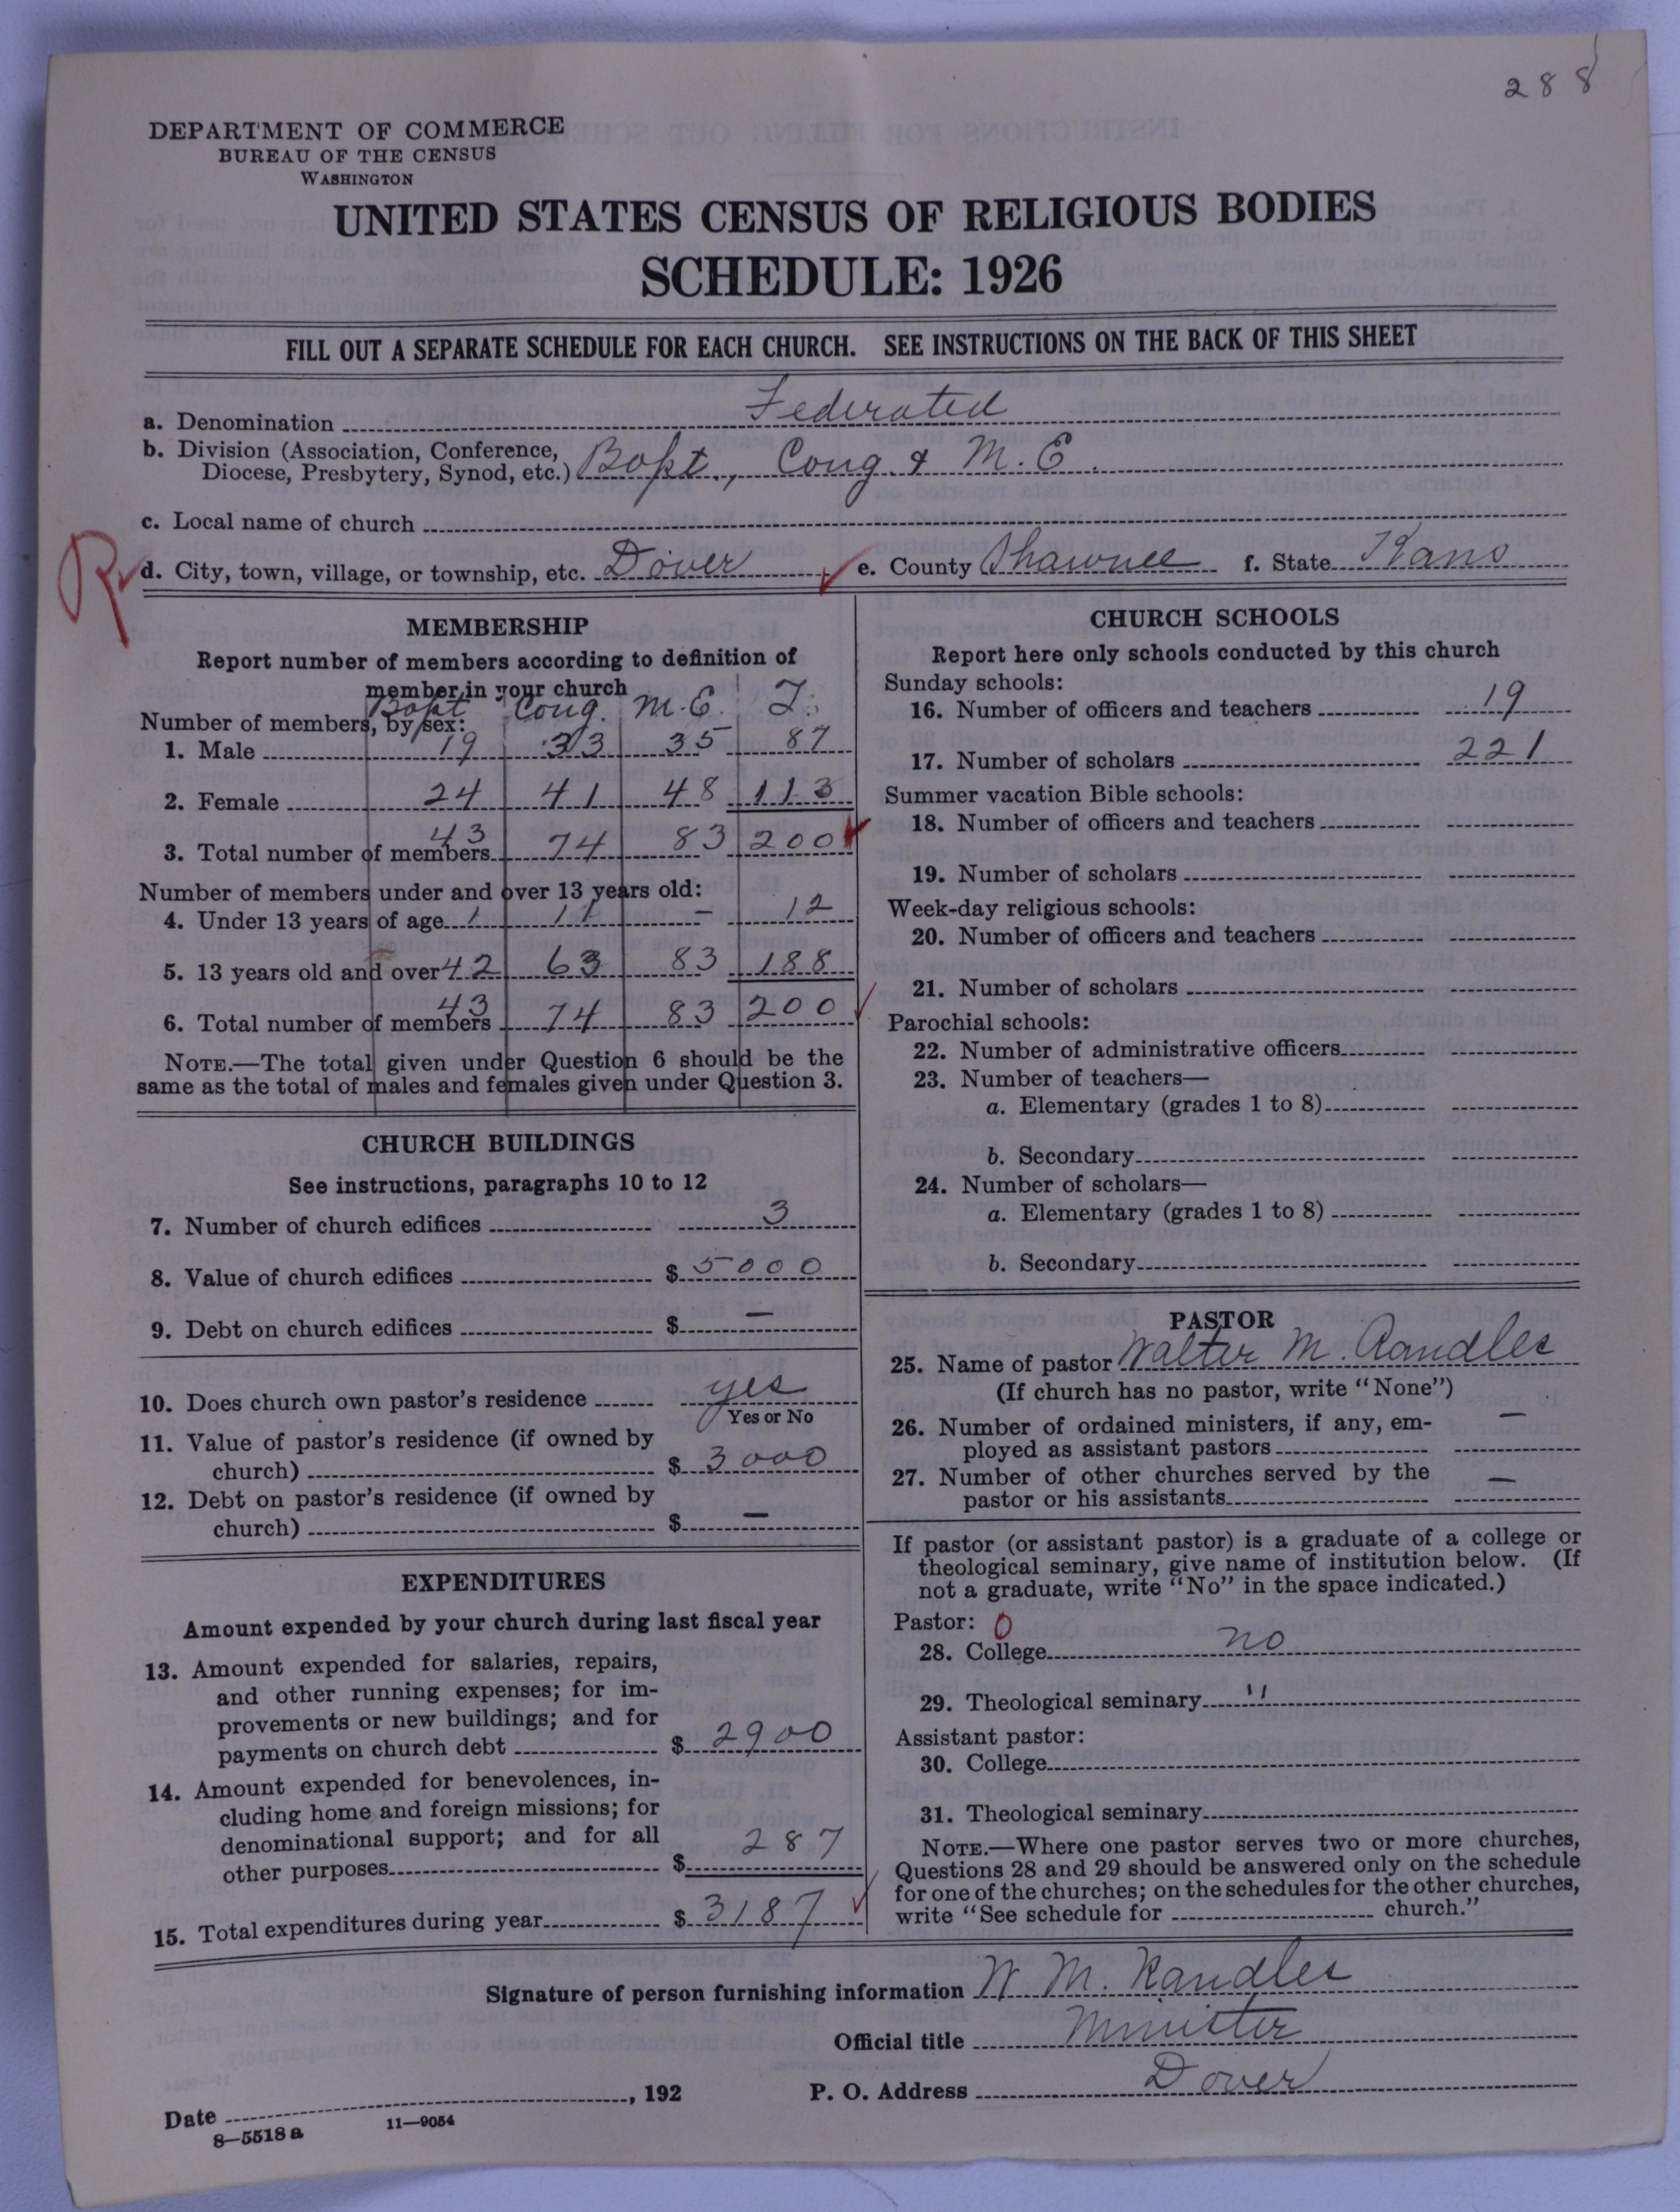 288
DEPARTMENT OF COMMERCE
BUREAU OF THE CENSUS
WASHINGTON
UNITED STATES CENSUS OF RELIGIOUS BODIES
SCHEDULE: 1926
FILL OUT A SEPARATE SCHEDULE FOR EACH CHURCH. SEE INSTRUCTIONS ON THE BACK OF THIS SHEET
a. Denomination Federated
b. Division (Association, Conference, Diocese, Presbytery, Synod, etc.) Bapt., Cong. & M.E.
c. Local name of church
R d. City, town, village, or township, etc. Dover e. County Shawnee f. State Kans
MEMBERSHIP
Report number of members according to definition of
member in your church
Bapt Cong. M.E. T.
Number of members, by sex:
1. Male 19 33 35 87
2. Female 24 41 48 113
3. Total number of members 43 74 83 200
Number of members under and over 13 years old:
4. Under 13 years of age 1 11 – 12
5. 13 years old and over 42 63 83 188
6. Total number of members 43 74 83 200
NOTE.—The total given under Question 6 should be the
same as the total of males and females given under Question 3.
CHURCH BUILDINGS
See instructions, paragraphs 10 to 12
7. Number of church edifices 3
8. Value of church edifices $ 5000
9. Debt on church edifices $ —
10. Does church own pastor's residence yes
Yes or No
11. Value of pastor's residence (if owned by
church) $ 3000
12. Debt on pastor's residence (if owned by
church) $ —
EXPENDITURES
Amount expended by your church during last fiscal year
13. Amount expended for salaries, repairs,
and other running expenses; for im-
provements or new buildings; and for
payments on church debt $ 2900
14. Amount expended for benevolences, in-
cluding home and foreign missions; for
denominational support; and for all
other purposes $ 287
15. Total expenditures during year $ 3187
CHURCH SCHOOLS
Report here only schools conducted by this church
Sunday schools:
16. Number of officers and teachers 19
17. Number of scholars 221
Summer vacation Bible schools:
18. Number of officers and teachers
19. Number of scholars
Week-day religious schools:
20. Number of officers and teachers
21. Number of scholars
Parochial schools:
22. Number of administrative officers
23. Number of teachers—
a. Elementary (grades 1 to 8)
b. Secondary
24. Number of scholars—
a. Elementary (grades 1 to 8)
b. Secondary
PASTOR
25. Name of pastor Walter M. Randles
(If church has no pastor, write "None")
26. Number of ordained ministers, if any, em-
ployed as assistant pastors —
27. Number of other churches served by the
pastor or his assistants —
If pastor (or assistant pastor) is a graduate of a college or
theological seminary, give name of institution below. (If
not a graduate, write "No" in the space indicated.)
Pastor: 0
28. College no
29. Theological seminary "
Assistant pastor:
30. College
31. Theological seminary
NOTE.—Where one pastor serves two or more churches,
Questions 28 and 29 should be answered only on the schedule
for one of the churches; on the schedules for the other churches,
write "See schedule for church."
Signature of person furnishing information W M. Randles
Official title Minister
Date , 192 P. O. Address Dover
8—5518a 11—9054